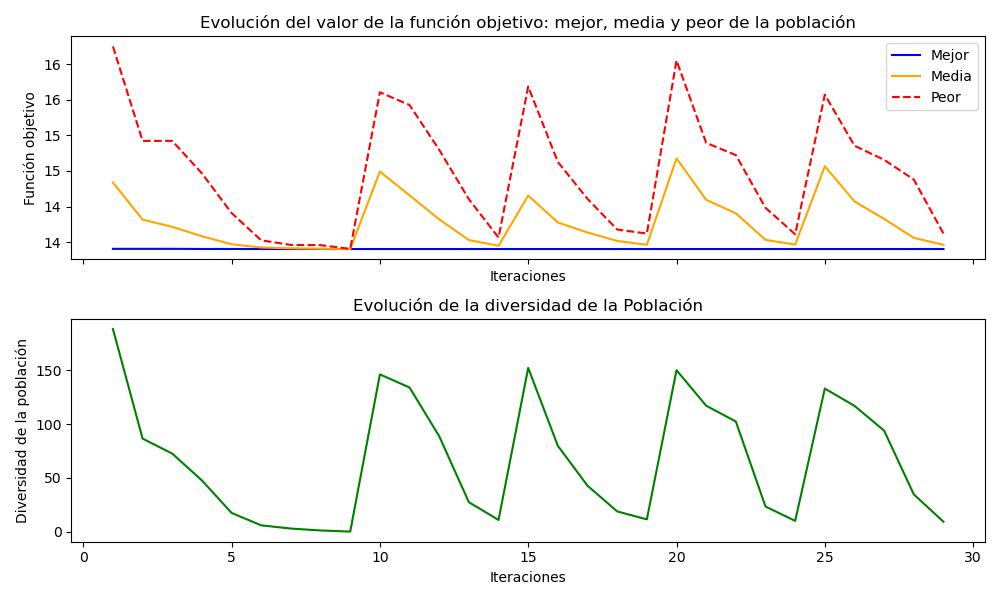 Evolución del valor de la función objetivo: mejor, media y peor de la población
Función objetivo
16
16
15
15
14
14
Mejor
Media
Peor
Iteraciones
Evolución de la diversidad de la Población
Diversidad de la población
150
100
50
0
0 5 10 15 20 25 30
Iteraciones